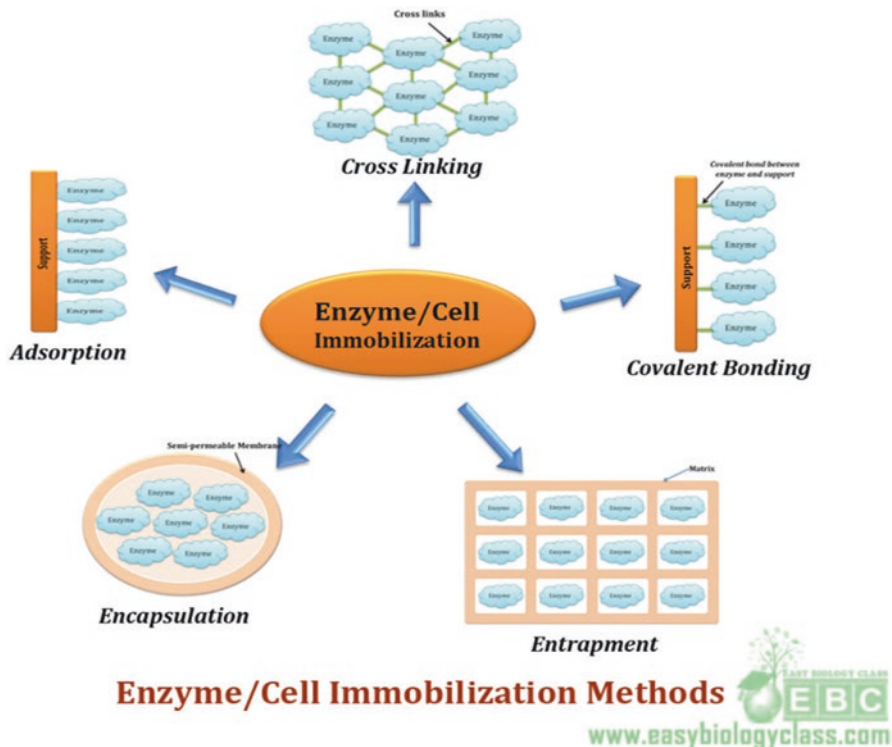 Cross links
Enzyme
Enzyme
Enzyme
Enzyme
Enzyme
Enzyme
Enzyme
Enzyme
Enzyme
Cross Linking
Support
Enzyme
Enzyme
Enzyme
Enzyme
Enzyme
Adsorption
Covalent bond between
enzyme and support
Support
Enzyme
Enzyme
Enzyme
Enzyme
Covalent Bonding
Enzyme/Cell
Immobilization
Semi-permeable Membrane
Enzyme
Enzyme
Enzyme
Enzyme
Enzyme
Enzyme
Enzyme
Encapsulation
Matrix
Enzyme
Enzyme
Enzyme
Enzyme
Enzyme
Enzyme
Enzyme
Enzyme
Enzyme
Enzyme
Enzyme
Enzyme
Entrapment
Enzyme/Cell Immobilization Methods
EASY BIOLOGY CLASS
EBC
www.easybiologyclass.com